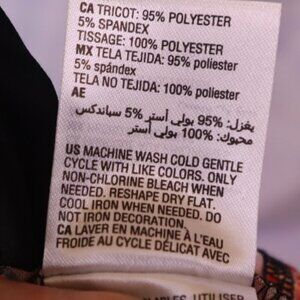 CA TRICOT: 95% POLYESTER
5% SPANDEX
TISSAGE: 100% POLYESTER
MX TELA TEJIDA: 95% poliester
5% spándex
TELA NO TEJIDA: 100% poliester
AE
يغزل: 95% بولي أستر 5% سباندكس
محبوك: 100% بولي أستر
US MACHINE WASH COLD GENTLE
CYCLE WITH LIKE COLORS. ONLY
NON-CHLORINE BLEACH WHEN
NEEDED. RESHAPE DRY FLAT.
COOL IRON WHEN NEEDED. DO
NOT IRON DECORATION.
CA LAVER EN MACHINE À L'EAU
FROIDE AU CYCLE DÉLICAT AVEC
UTILISER